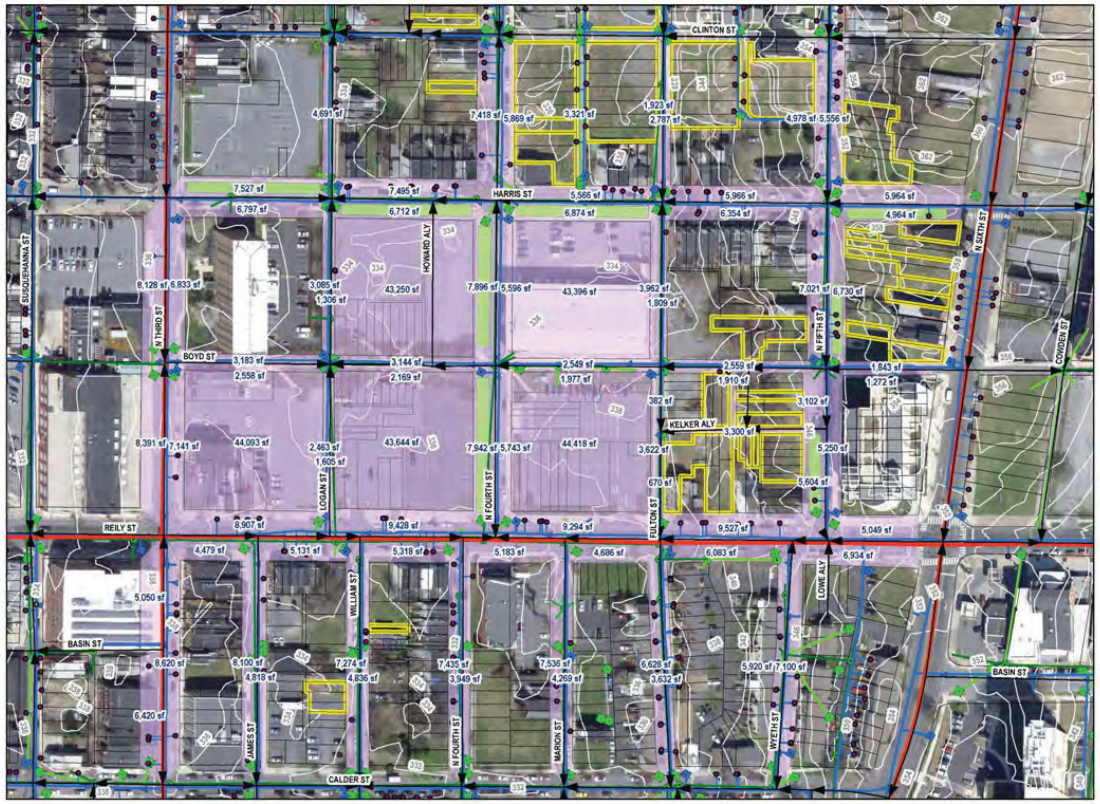 CLINTON ST
4,691 sf
7,418 sf
5,869 sf
3,321 sf
1,923 sf
2,787 sf
4,978 sf
5,556 sf
7,527 sf
7,495 sf
HARRIS ST
5,566 sf
5,966 sf
5,964 sf
6,797 sf
6,712 sf
6,874 sf
6,354 sf
4,964 sf
SUSQUEHANNA ST
N THIRD ST
HOWARD ALY
N FIFTH ST
N SIXTH ST
COWDEN ST
8,128 sf
6,833 sf
3,085 sf
1,306 sf
43,250 sf
7,896 sf
5,596 sf
43,396 sf
3,962 sf
1,809 sf
7,021 sf
6,730 sf
BOYD ST
3,183 sf
3,144 sf
2,549 sf
2,559 sf
1,843 sf
2,558 sf
2,169 sf
1,977 sf
1,910 sf
1,272 sf
382 sf
3,102 sf
KELKER ALY
3,300 sf
8,391 sf
7,141 sf
44,093 sf
2,463 sf
1,605 sf
43,644 sf
7,942 sf
5,743 sf
44,418 sf
3,622 sf
5,250 sf
670 sf
5,604 sf
LOGAN ST
N FOURTH ST
FULTON ST
REILY ST
8,907 sf
9,428 sf
9,294 sf
9,527 sf
5,049 sf
4,479 sf
5,131 sf
5,318 sf
5,183 sf
4,686 sf
6,083 sf
6,934 sf
WILLIAM ST
LOWE ALY
5,050 sf
BASIN ST
8,620 sf
8,100 sf
4,818 sf
7,274 sf
4,836 sf
7,435 sf
3,949 sf
7,536 sf
4,269 sf
6,628 sf
3,632 sf
5,920 sf
7,100 sf
BASIN ST
6,420 sf
JAMES ST
N FOURTH ST
MARION ST
WYETH ST
CALDER ST
334
334
334
336
338
362
358
358
356
332
336